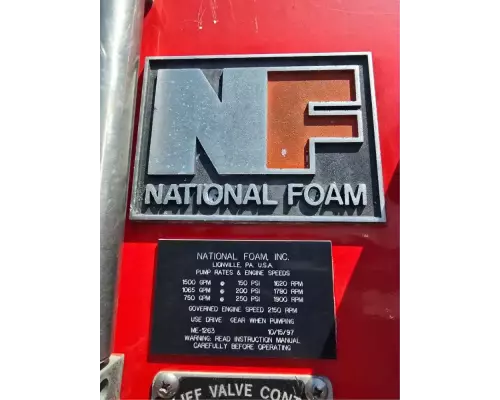 NF
NATIONAL FOAM
NATIONAL FOAM, INC.
LIONVILLE, PA. U.S.A.
PUMP RATES & ENGINE SPEEDS
1500 GPM @ 150 PSI 1620 RPM
1065 GPM @ 200 PSI 1780 RPM
750 GPM @ 250 PSI 1900 RPM
GOVERNED ENGINE SPEED 2150 RPM
USE DRIVE GEAR WHEN PUMPING
ME-1263 10/15/97
WARNING: READ INSTRUCTION MANUAL
CAREFULLY BEFORE OPERATING
VALVE